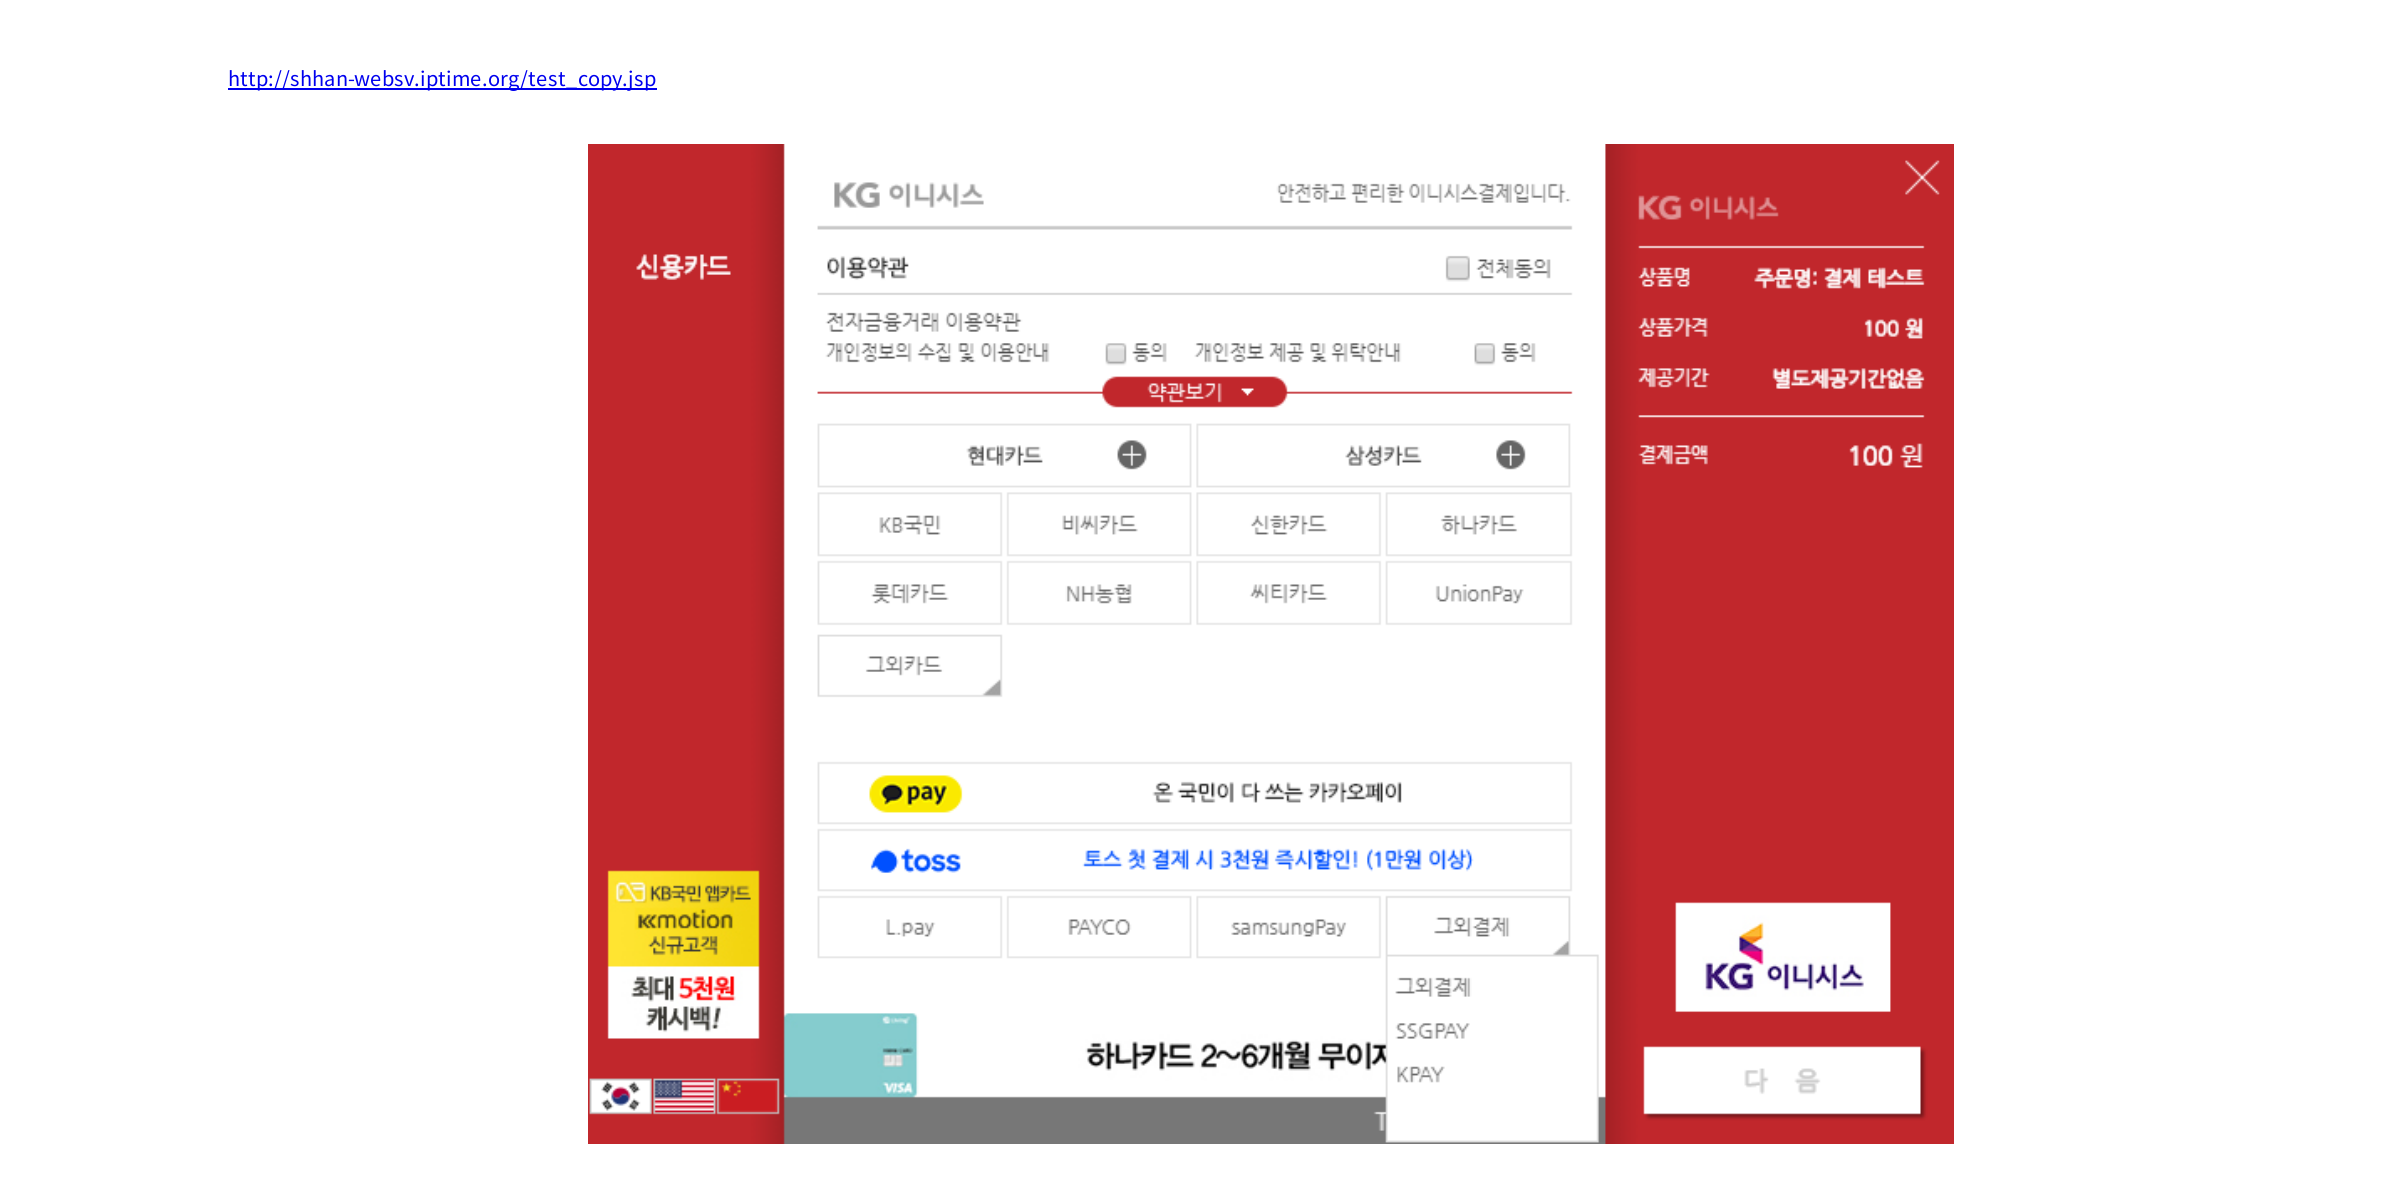 http://shhan-websv.iptime.org/test_copy.jsp
신용카드
KB국민 앱카드
motion
신규고객
최대 5천원
캐시백!
KG 이니시스
안전하고 편리한 이니시스결제입니다.
이용약관
전체동의
전자금융거래 이용약관
개인정보의 수집 및 이용안내 동의 개인정보 제공 및 위탁안내 동의
약관보기
현대카드 삼성카드
KB국민 비씨카드 신한카드 하나카드
롯데카드 NH농협 씨티카드 UnionPay
그외카드
pay 온 국민이 다 쓰는 카카오페이
toss 토스 첫 결제 시 3천원 즉시할인! (1만원 이상)
L.pay PAYCO samsungPay 그외결제
그외결제
SSGPAY
KPAY
VISA
하나카드 2~6개월 무이자
T
KG 이니시스
상품명 주문명: 결제 테스트
상품가격 100 원
제공기간 별도제공기간없음
결제금액 100 원
KG 이니시스
다 음